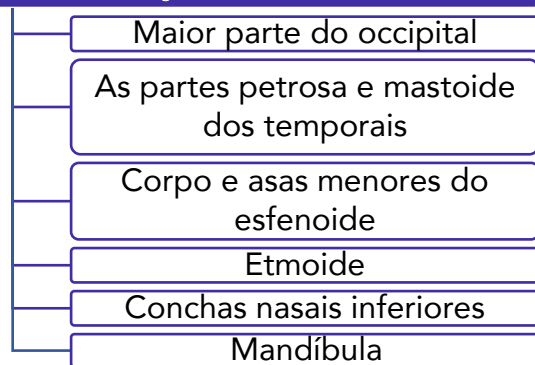 Maior parte do occipital
As partes petrosa e mastoide
dos temporais
Corpo e asas menores do
esfenoide
Etmoide
Conchas nasais inferiores
Mandíbula